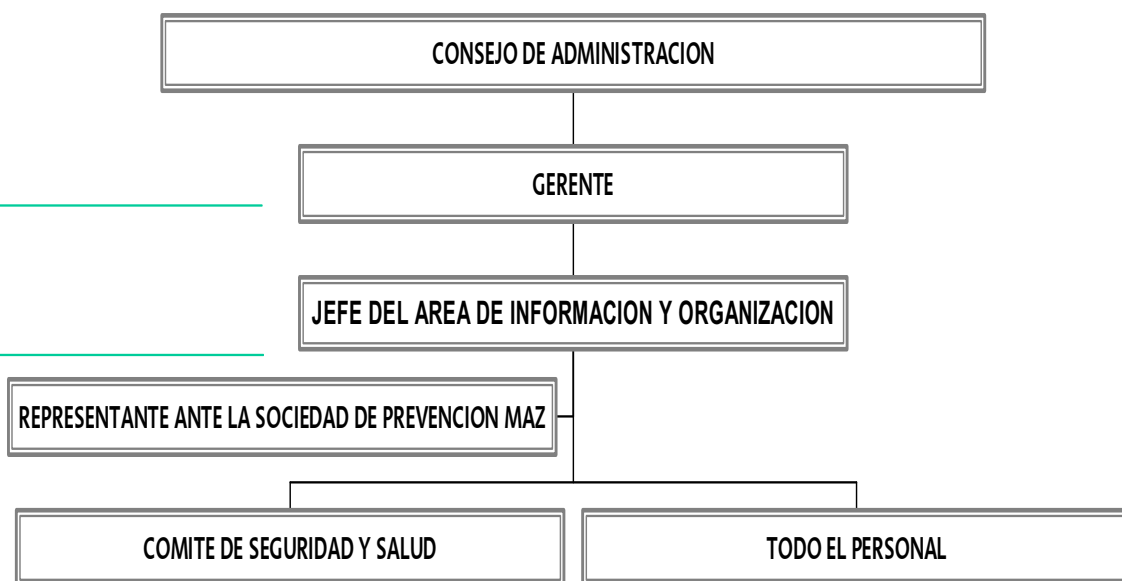 CONSEJO DE ADMINISTRACION
GERENTE
JEFE DEL AREA DE INFORMACION Y ORGANIZACION
REPRESENTANTE ANTE LA SOCIEDAD DE PREVENCION MAZ
COMITE DE SEGURIDAD Y SALUD
TODO EL PERSONAL